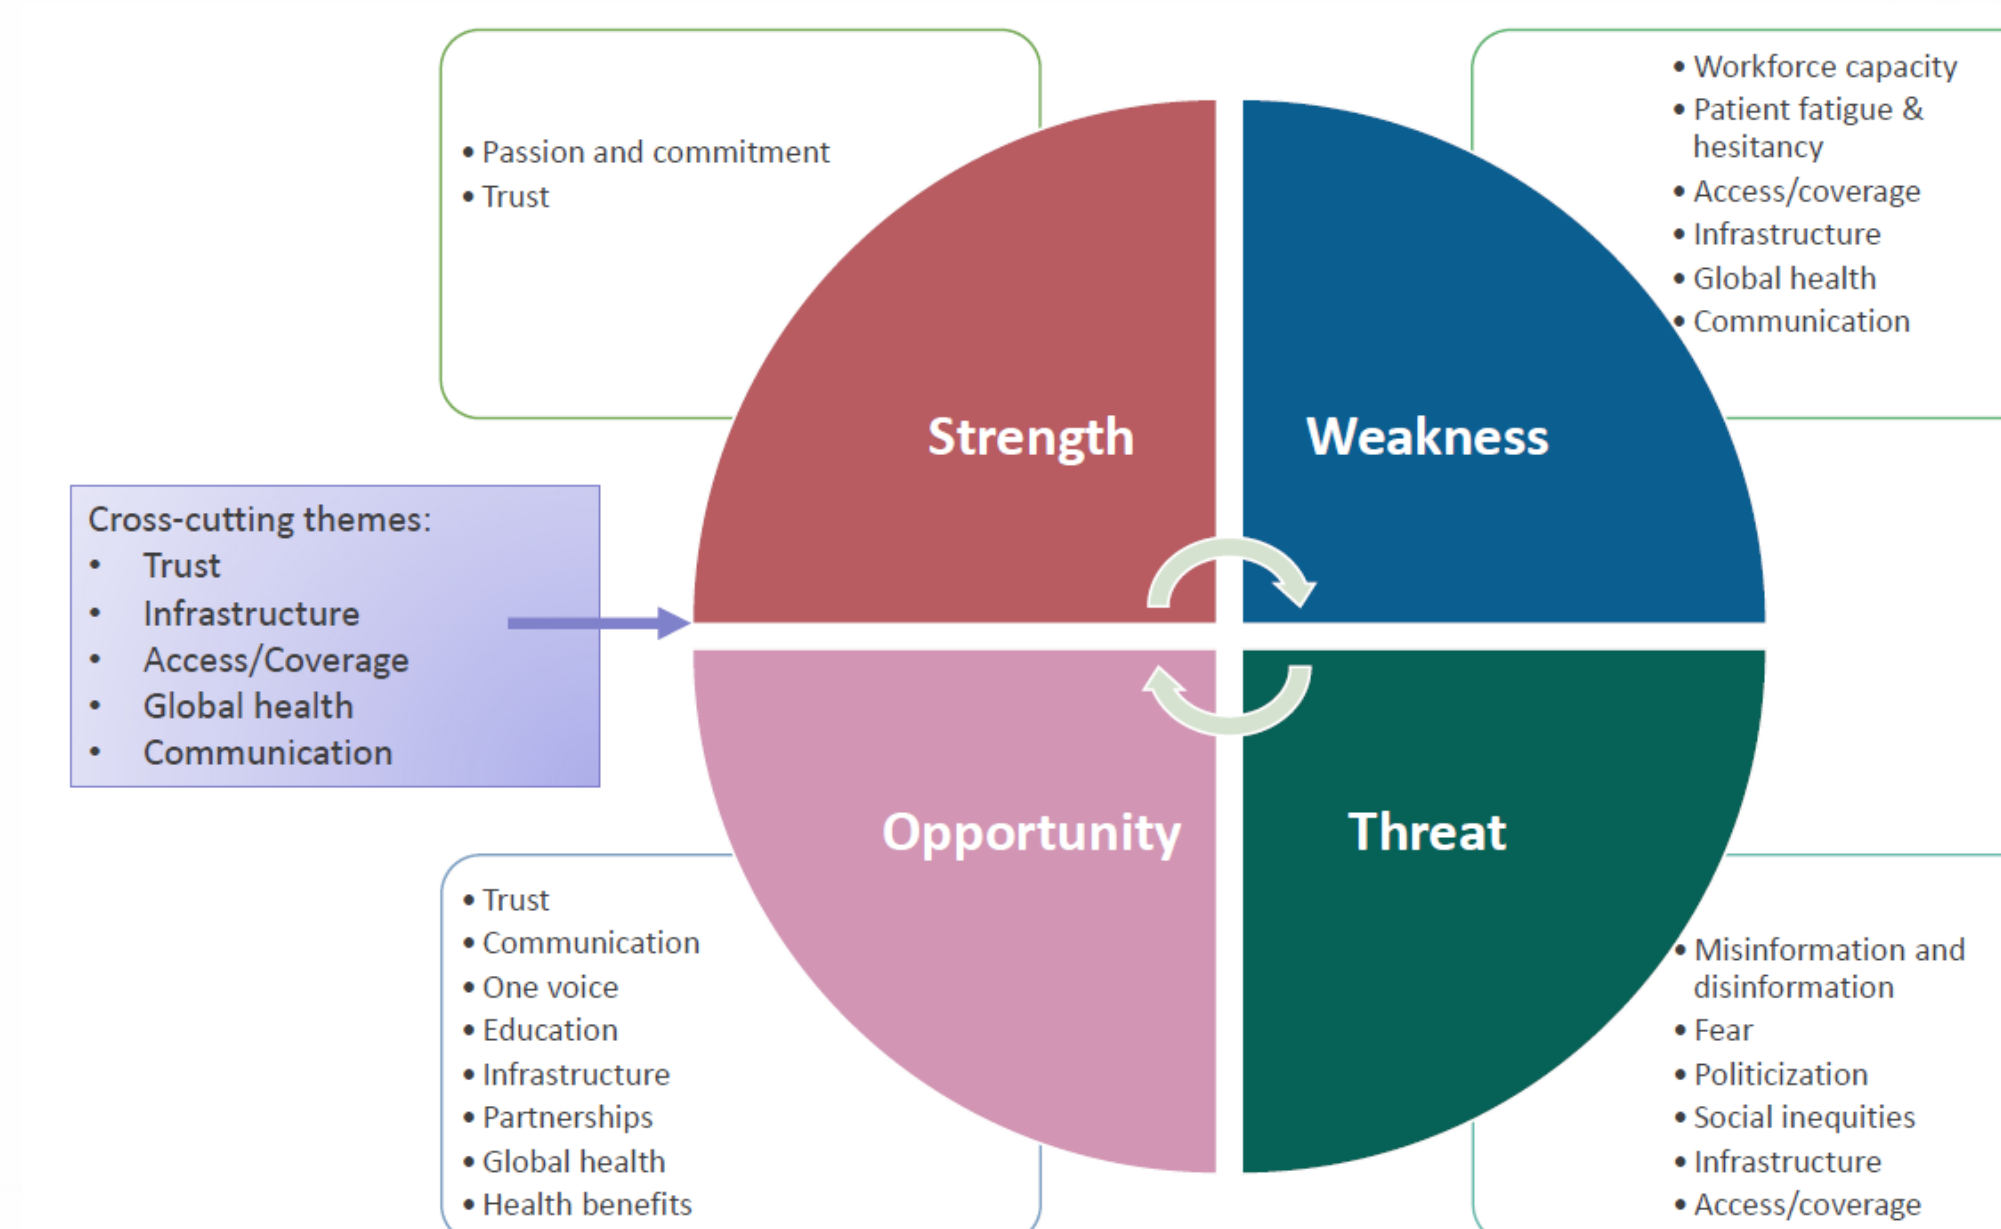 • Passion and commitment
• Trust
• Workforce capacity
• Patient fatigue &
hesitancy
• Access/coverage
• Infrastructure
• Global health
• Communication
Strength
Weakness
Cross-cutting themes:
• Trust
• Infrastructure
• Access/Coverage
• Global health
• Communication
Opportunity
Threat
• Trust
• Communication
• One voice
• Education
• Infrastructure
• Partnerships
• Global health
• Health benefits
• Misinformation and
disinformation
• Fear
• Politicization
• Social inequities
• Infrastructure
• Access/coverage